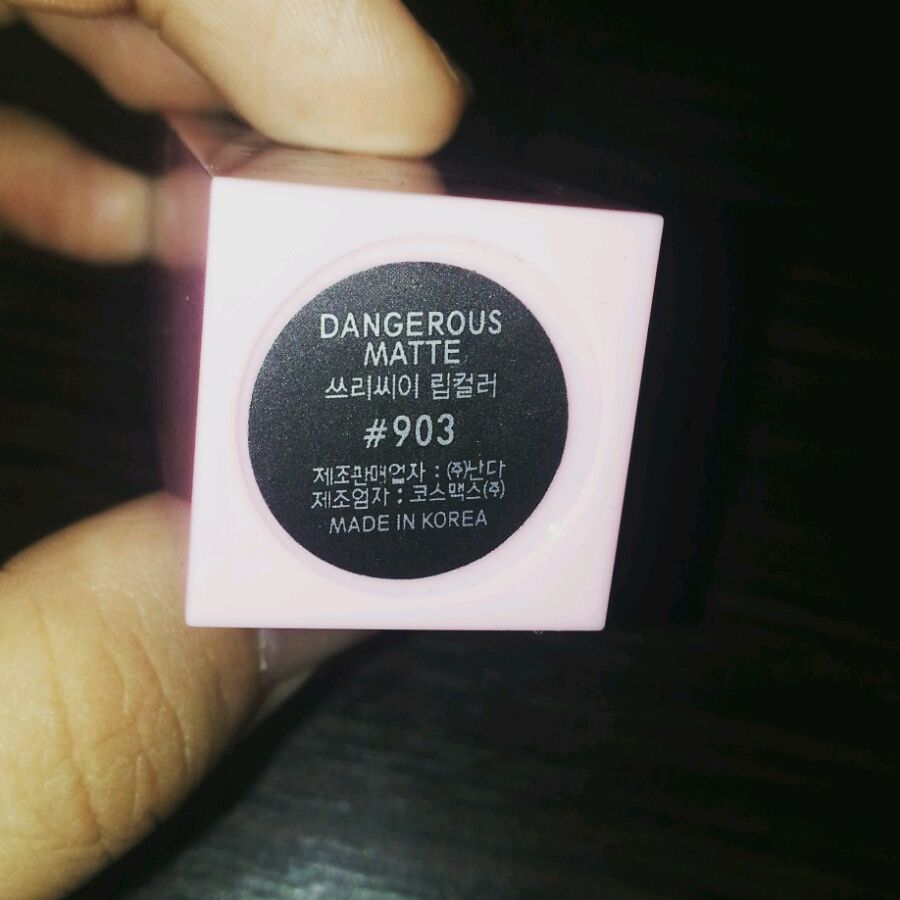 DANGEROUS
MATTE
쓰리씨이 립컬러
#903
제조판매업자 : ㈜난다
제조업자 : 코스맥스㈜
MADE IN KOREA